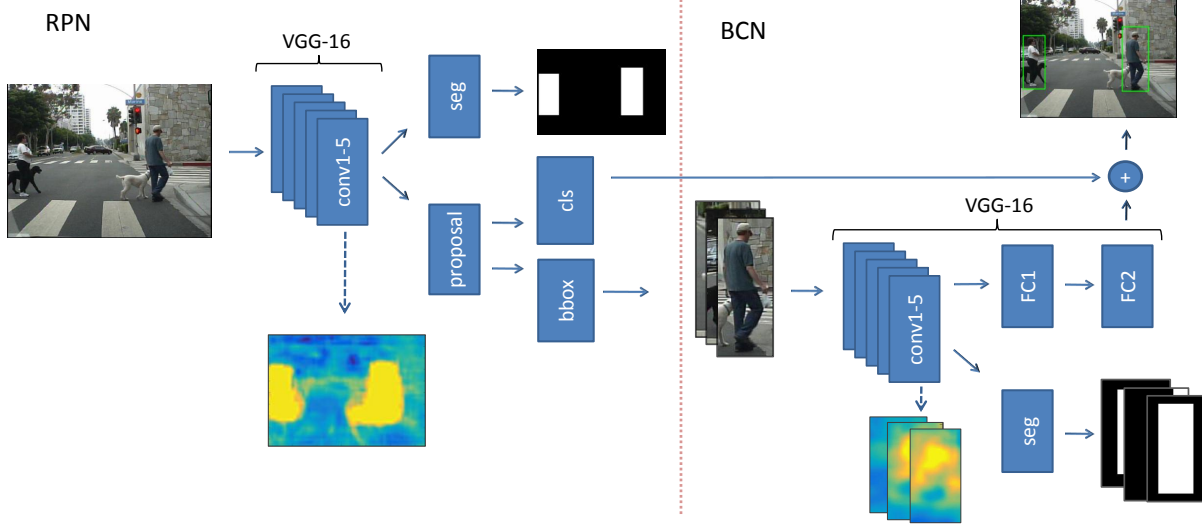 RPN
VGG-16
conv1-5
seg
proposal
cls
bbox
BCN
+
VGG-16
conv1-5
FC1
FC2
seg